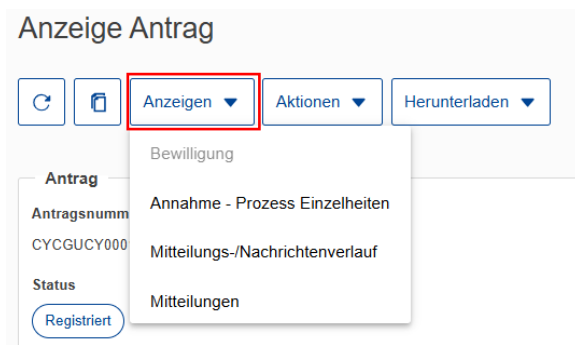 Anzeige Antrag
Anzeigen Aktionen Herunterladen
Bewilligung
Antrag
Annahme - Prozess Einzelheiten
Antragsnumm
CYCGUCY000
Mitteilungs-/Nachrichtenverlauf
Status
Mitteilungen
Registriert